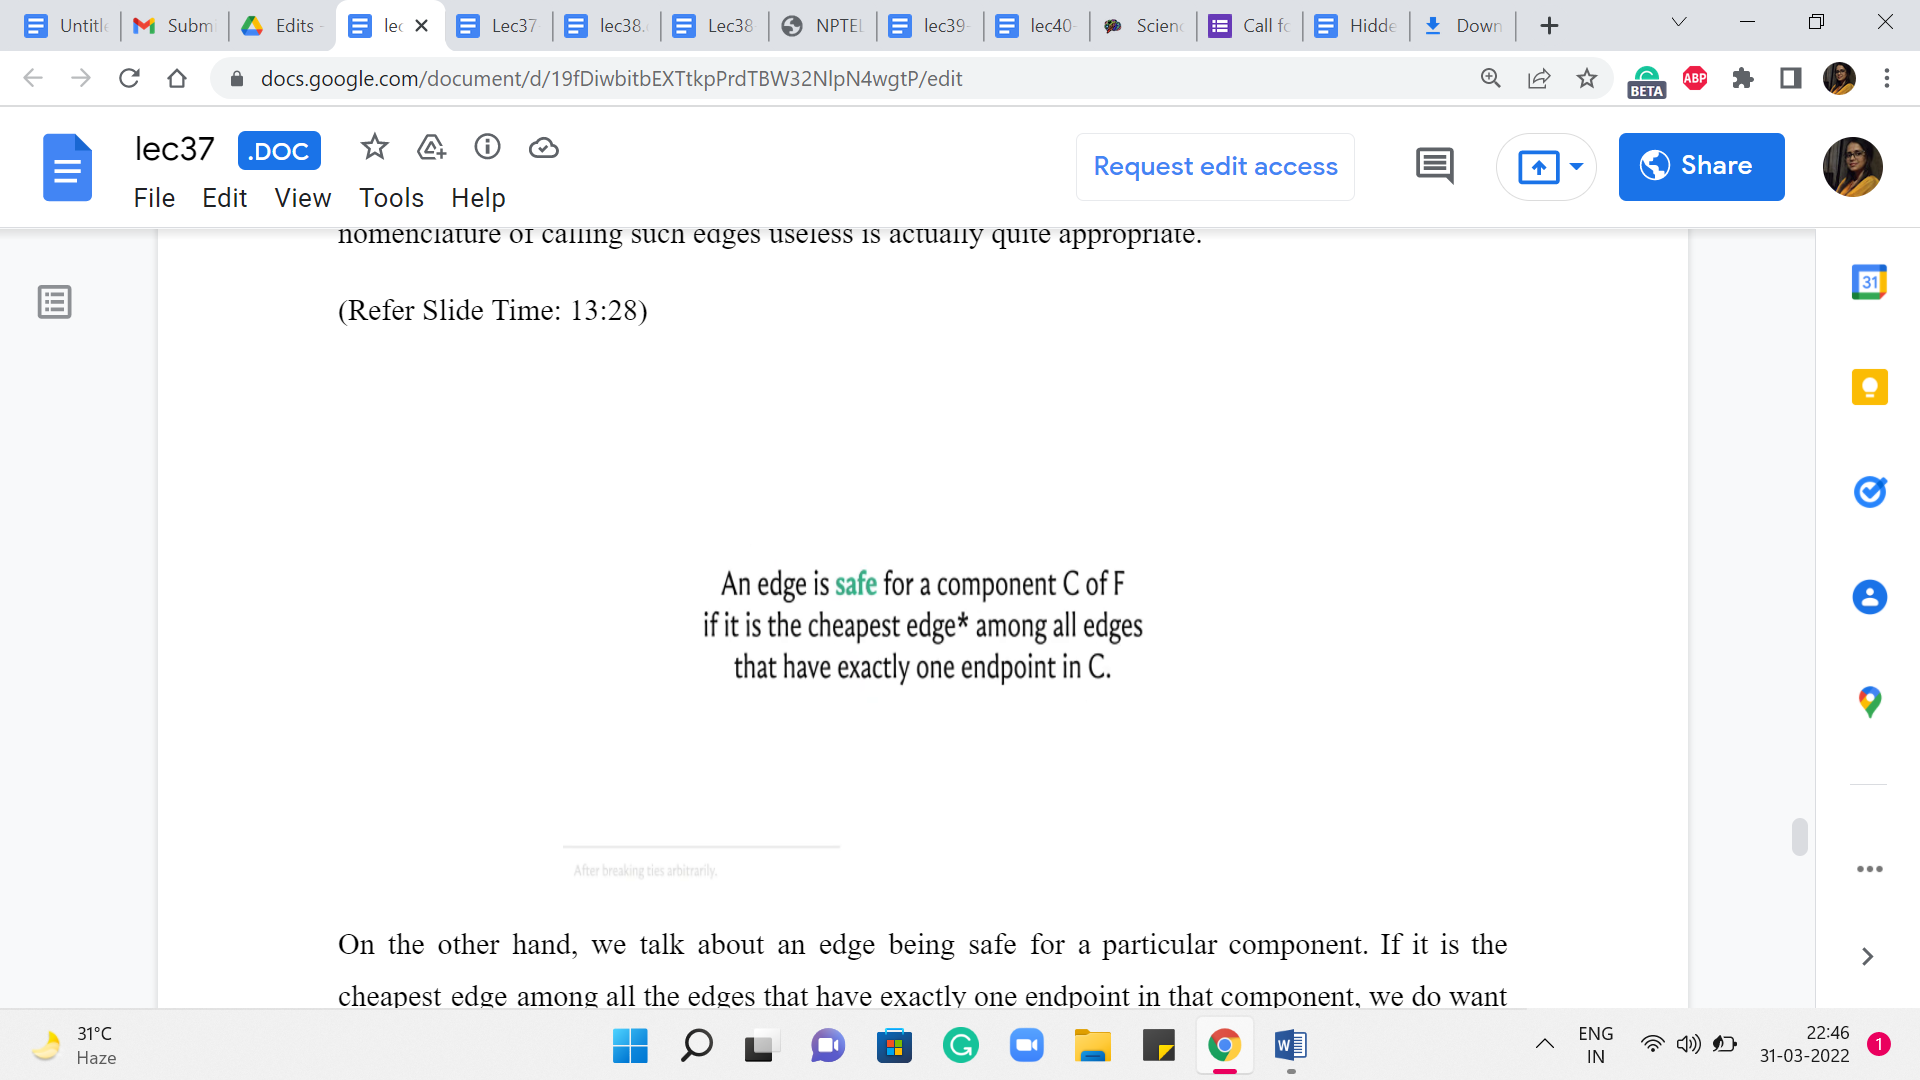 Untitl
Submi
Edits -
lec
Lec37-
lec38.
Lec38
NPTEL
lec39-
lec40-
Scienc
Call fo
Hidde
Down
docs.google.com/document/d/19fDiwbitbEXTtkpPrdTBW32NlpN4wgtP/edit
BETA
ABP
lec37
.DOC
Request edit access
Share
File Edit View Tools Help
nomenclature of calling such edges useless is actually quite appropriate.
(Refer Slide Time: 13:28)
An edge is safe for a component C of F
if it is the cheapest edge* among all edges
that have exactly one endpoint in C.
After breaking ties arbitrarily.
On the other hand, we talk about an edge being safe for a particular component. If it is the
cheapest edge among all the edges that have exactly one endpoint in that component, we do want
31
31°C
Haze
ENG
IN
22:46
31-03-2022
1